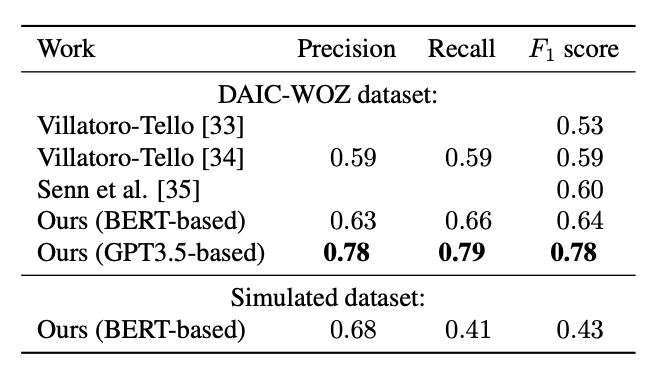 Work Precision Recall F1 score
DAIC-WOZ dataset:
Villatoro-Tello [33] 0.53
Villatoro-Tello [34] 0.59 0.59 0.59
Senn et al. [35] 0.60
Ours (BERT-based) 0.63 0.66 0.64
Ours (GPT3.5-based) 0.78 0.79 0.78
Simulated dataset:
Ours (BERT-based) 0.68 0.41 0.43